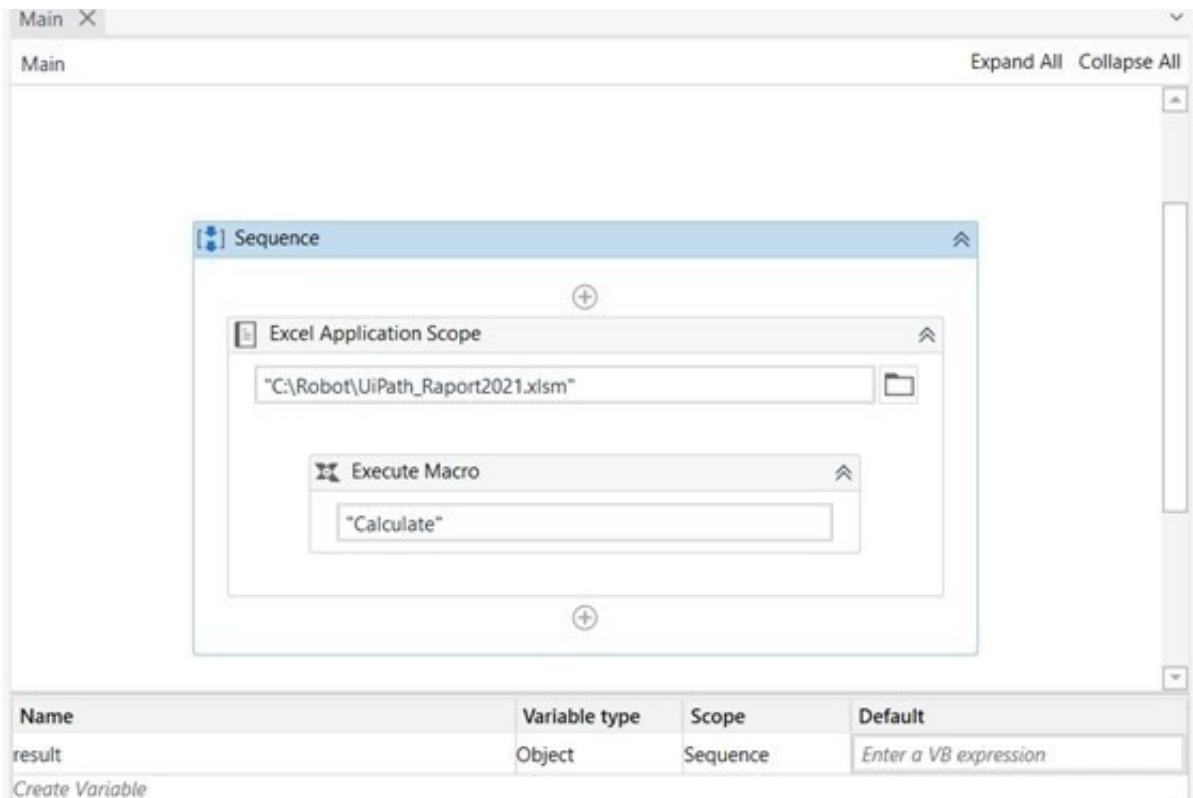 Main
Main Expand All Collapse All
Sequence
Excel Application Scope
"C:\Robot\UiPath_Raport2021.xlsm"
Execute Macro
"Calculate"
Name Variable type Scope Default
result Object Sequence Enter a VB expression
Create Variable